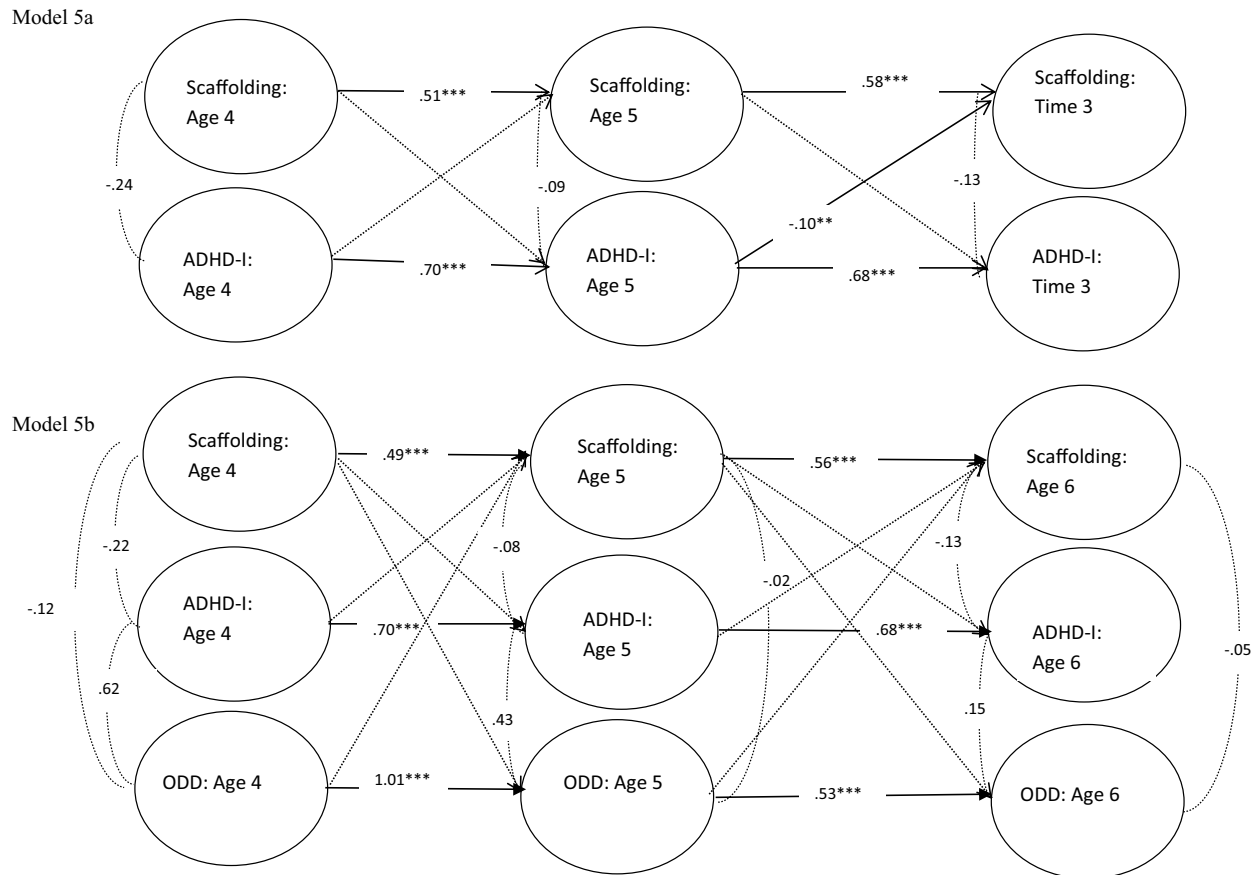 Model 5a
Scaffolding:
Age 4
.51***
Scaffolding:
Age 5
.58***
Scaffolding:
Time 3
-.24
-.09
-.13
-.10**
ADHD-I:
Age 4
.70***
ADHD-I:
Age 5
.68***
ADHD-I:
Time 3
Model 5b
Scaffolding:
Age 4
.49***
Scaffolding:
Age 5
.56***
Scaffolding:
Age 6
-.22
-.08
-.13
-.12
-.02
ADHD-I:
Age 4
.70***
ADHD-I:
Age 5
.68***
ADHD-I:
Age 6
-.05
.62
.43
.15
ODD: Age 4
1.01***
ODD: Age 5
.53***
ODD: Age 6